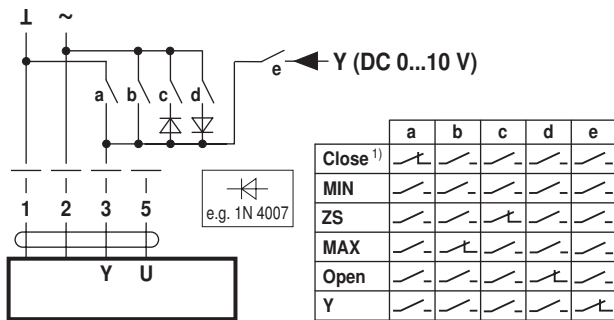 ⊥ ~
e
Y (DC 0...10 V)
a b c d
a b c d e
Close 1)
MIN
ZS
MAX
Open
Y
e.g. 1N 4007
1 2 3 5
Y U